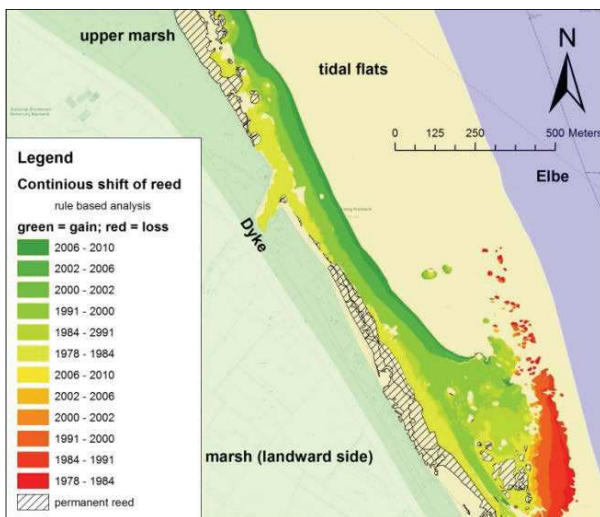 upper marsh
tidal flats
N
0 125 250 500 Meters
Elbe
Dyke
marsh (landward side)
Legend
Continious shift of reed
rule based analysis
green = gain; red = loss
2006 - 2010
2002 - 2006
2000 - 2002
1991 - 2000
1984 - 2991
1978 - 1984
2006 - 2010
2002 - 2006
2000 - 2002
1991 - 2000
1984 - 1991
1978 - 1984
permanent reed